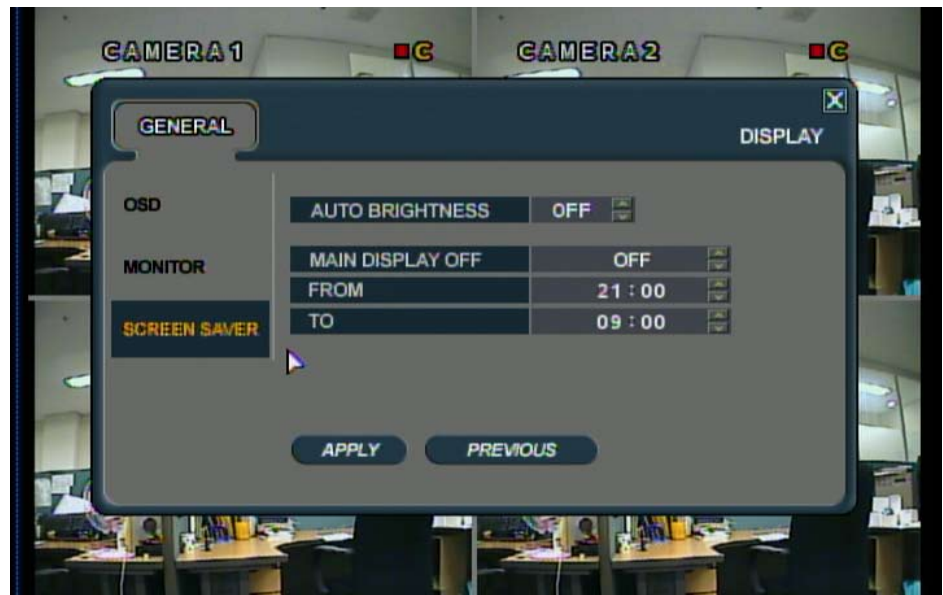 CAMERA1 C CAMERA2 C
GENERAL
DISPLAY
OSD
MONITOR
SCREEN SAVER
AUTO BRIGHTNESS OFF
MAIN DISPLAY OFF OFF
FROM 21:00
TO 09:00
APPLY PREVIOUS